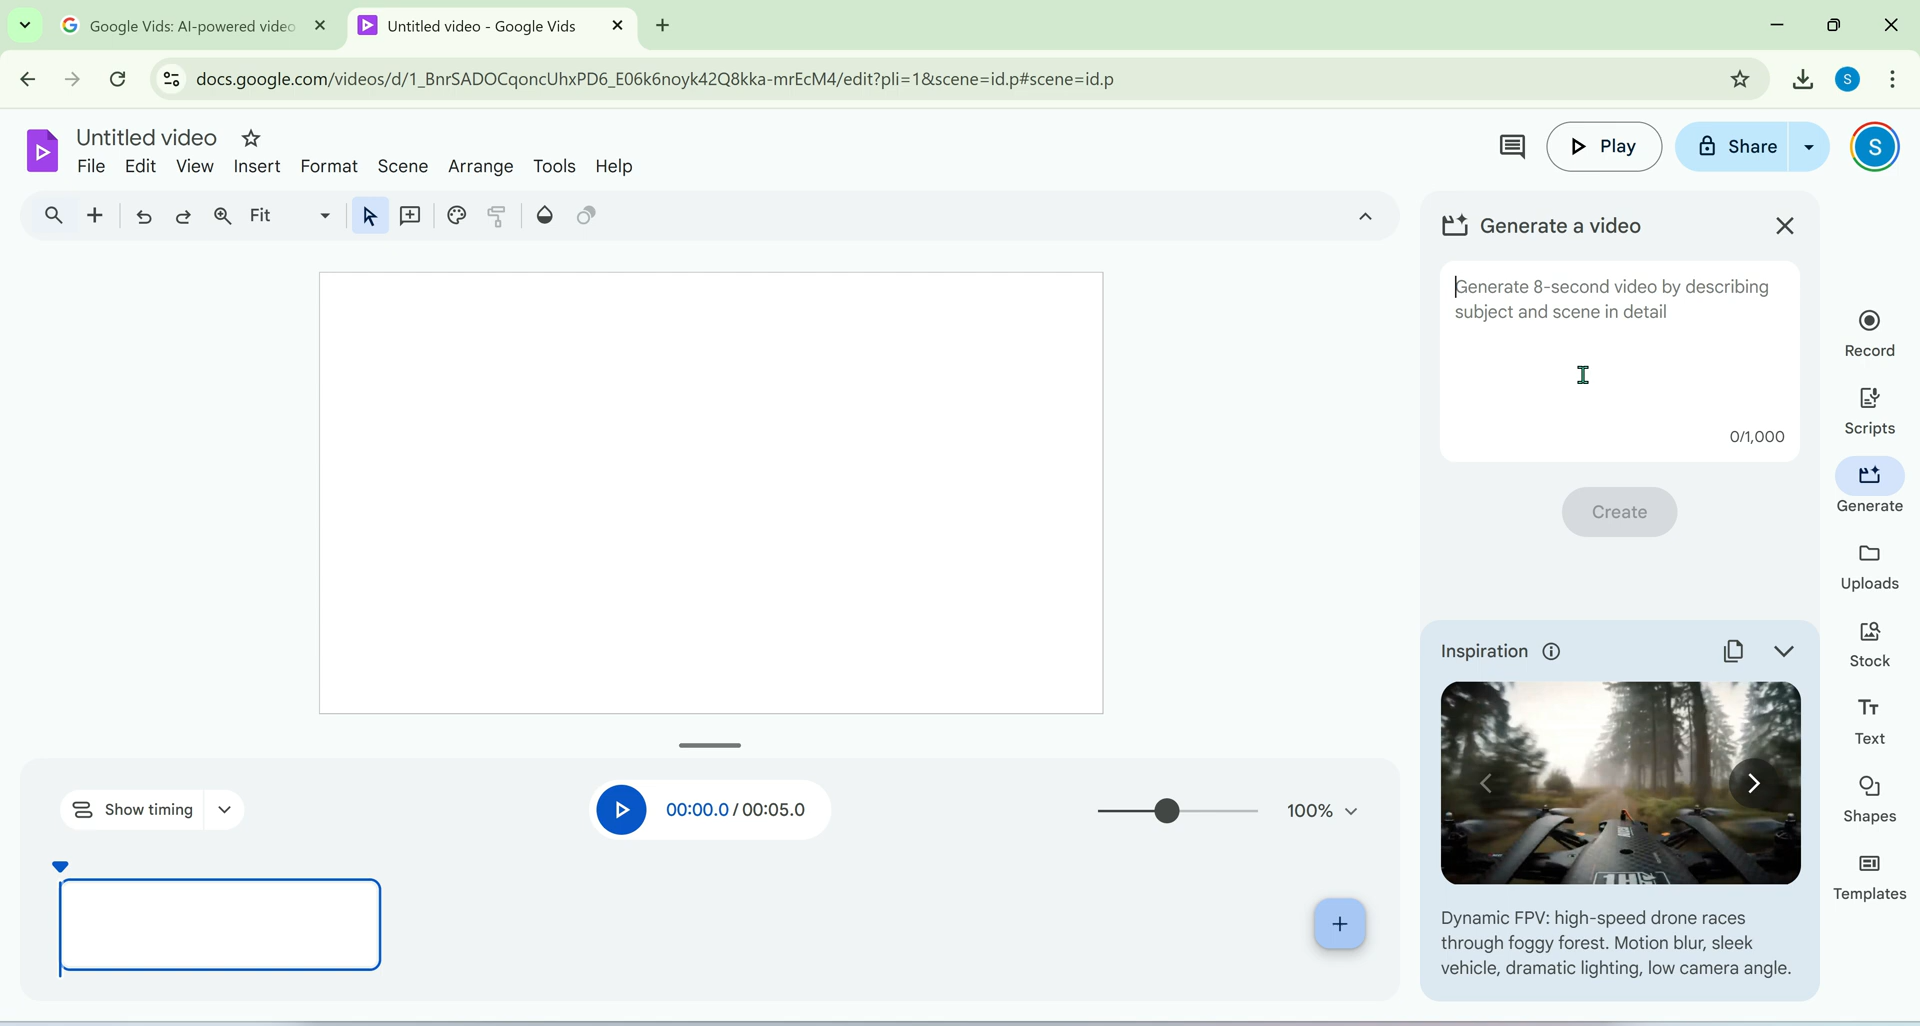 Google Vids: AI-powered video
Untitled video - Google Vids
docs.google.com/videos/d/1_BnrSADOCqoncUhxPD6_E06k6noyk42Q8kka-mrEcM4/edit?pli=1&scene=id.p#scene=id.p
S
Untitled video
File Edit View Insert Format Scene Arrange Tools Help
Play
Share
S
Fit
Generate a video
Generate 8-second video by describing
subject and scene in detail
0/1,000
Create
Record
Scripts
Generate
Uploads
Stock
Text
Shapes
Templates
Inspiration
Dynamic FPV: high-speed drone races
through foggy forest. Motion blur, sleek
vehicle, dramatic lighting, low camera angle.
Show timing
00:00.0 / 00:05.0
100%